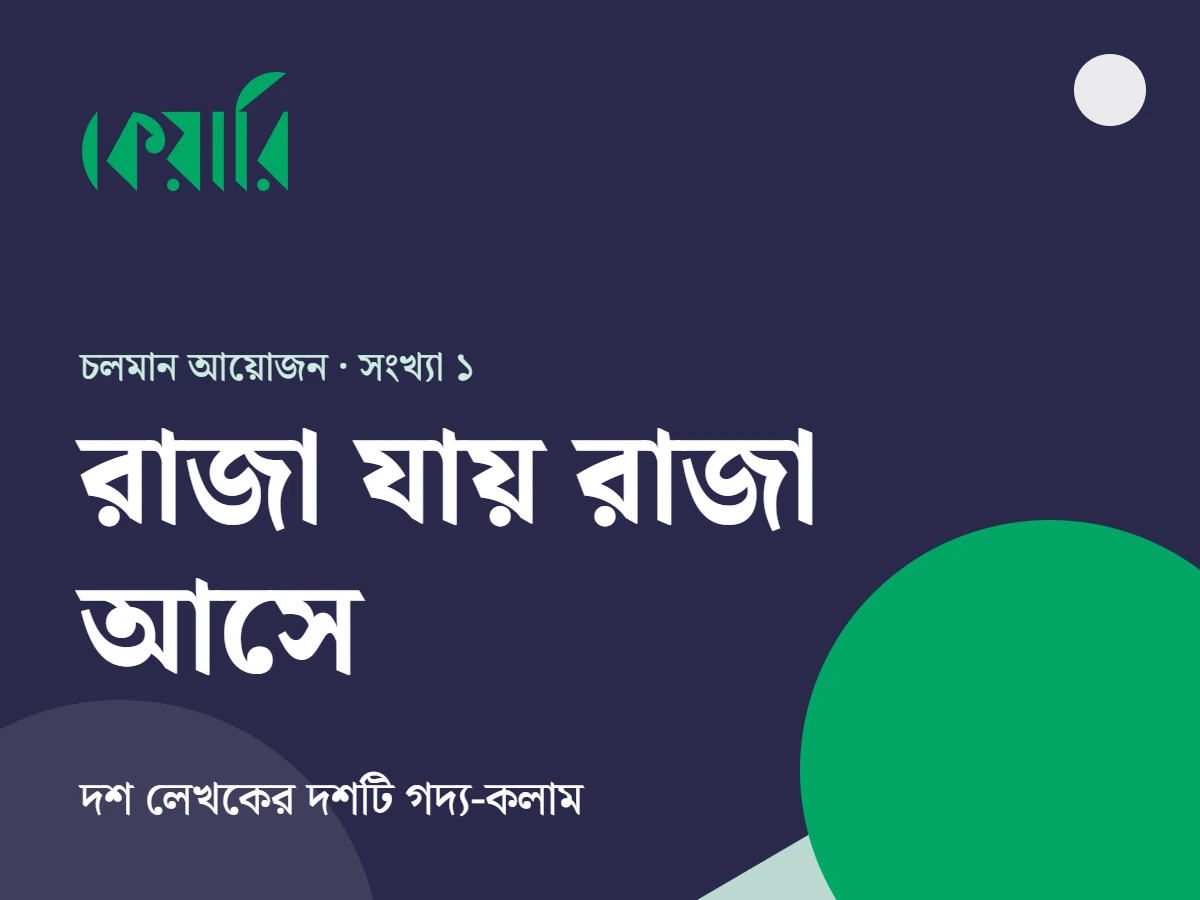 কেয়ারি
চলমান আয়োজন · সংখ্যা ১
রাজা যায় রাজা
আসে
দশ লেখকের দশটি গদ্য-কলাম